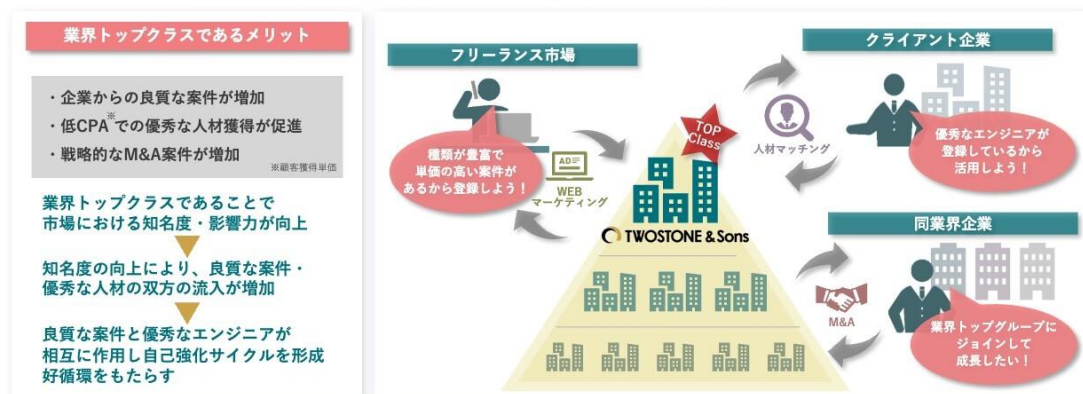 業界トップクラスであるメリット
・企業からの良質な案件が増加
・低CPA※での優秀な人材獲得が促進
・戦略的なM&A案件が増加
※顧客獲得単価
業界トップクラスであることで
市場における知名度・影響力が向上
知名度の向上により、良質な案件・
優秀な人材の双方の流入が増加
良質な案件と優秀なエンジニアが
相互に作用し自己強化サイクルを形成
好循環をもたらす
フリーランス市場
種類が豊富で
単価の高い案件が
あるから登録しよう！
AD
WEB
マーケティング
TOP
Class
TWOSTONE & Sons
人材マッチング
クライアント企業
優秀なエンジニアが
登録しているから
活用しよう！
同業界企業
M&A
業界トップグループに
ジョインして
成長したい！